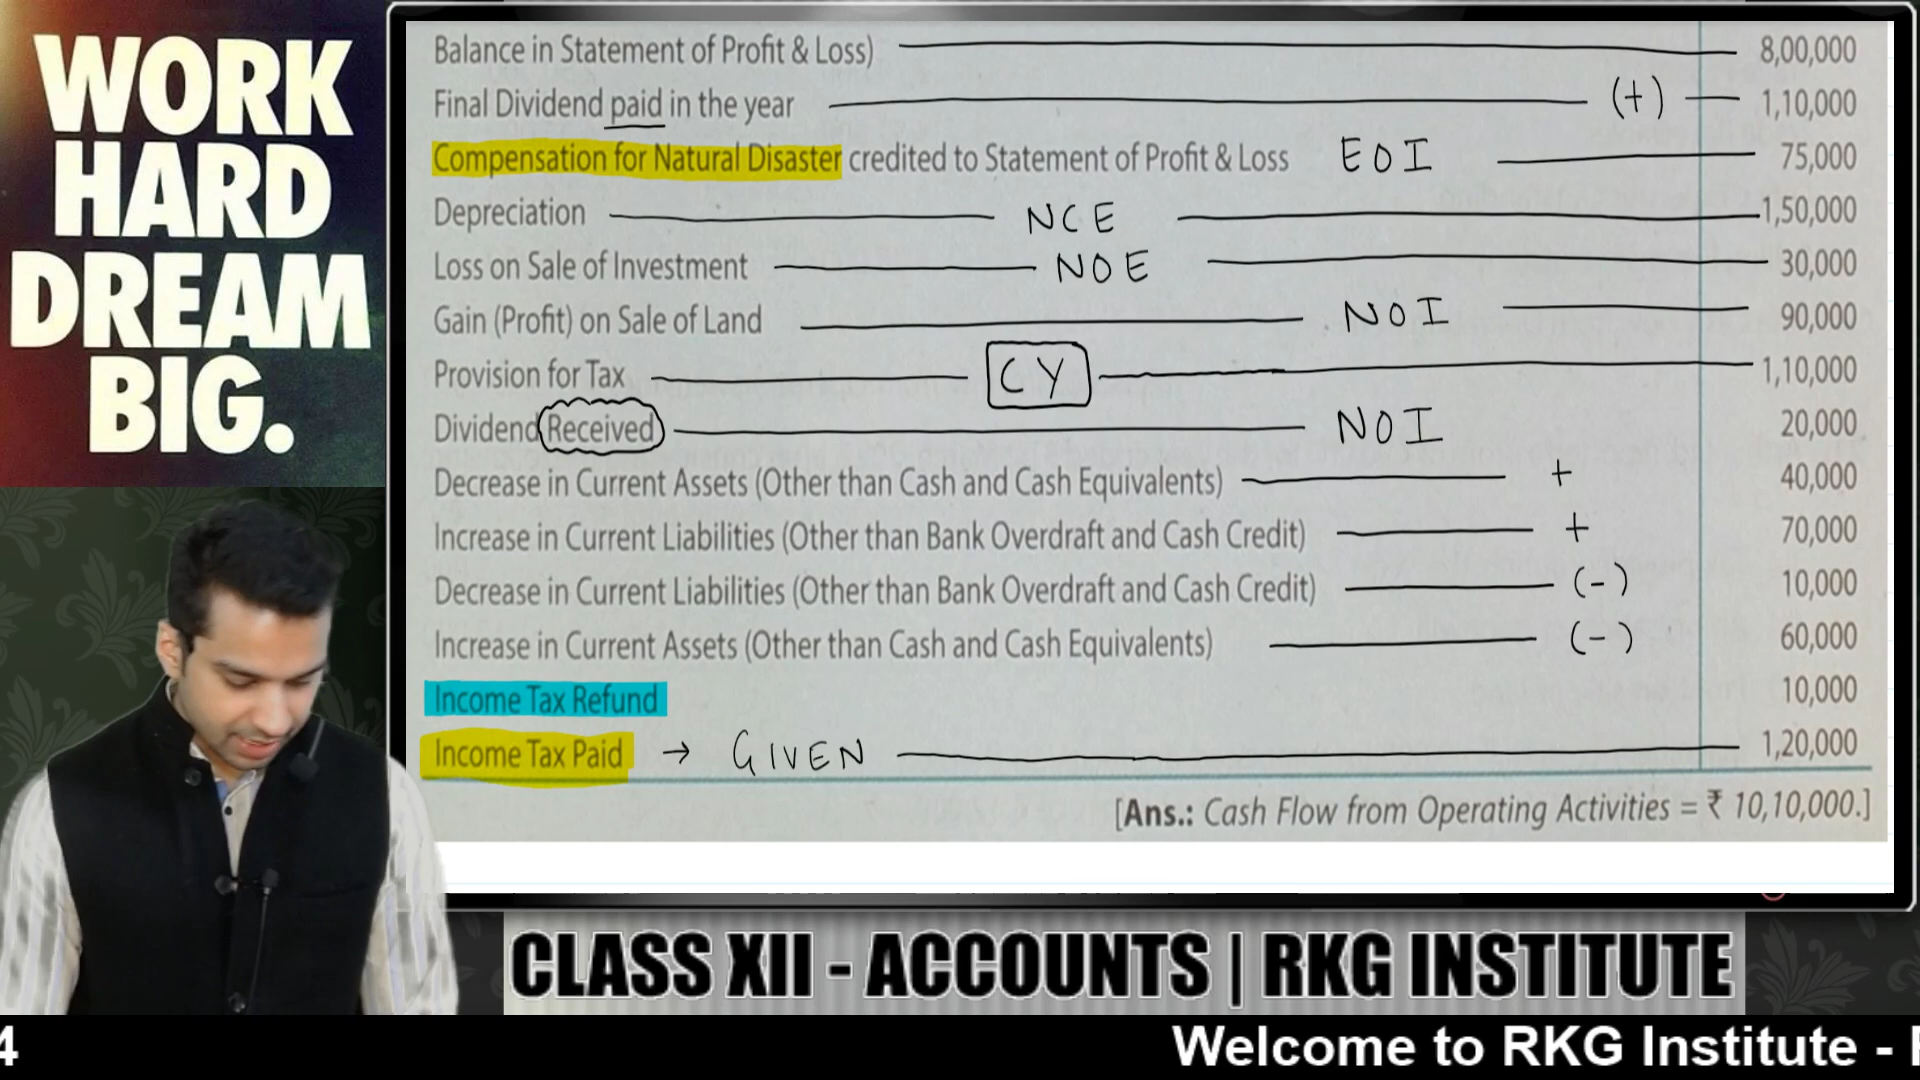 WORK
HARD
DREAM
BIG.
Balance in Statement of Profit & Loss) 8,00,000
Final Dividend paid in the year (+) 1,10,000
Compensation for Natural Disaster credited to Statement of Profit & Loss EOI 75,000
Depreciation NCE 1,50,000
Loss on Sale of Investment NOE 30,000
Gain (Profit) on Sale of Land NOI 90,000
Provision for Tax CY 1,10,000
Dividend Received NOI 20,000
Decrease in Current Assets (Other than Cash and Cash Equivalents) + 40,000
Increase in Current Liabilities (Other than Bank Overdraft and Cash Credit) + 70,000
Decrease in Current Liabilities (Other than Bank Overdraft and Cash Credit) (-) 10,000
Increase in Current Assets (Other than Cash and Cash Equivalents) (-) 60,000
Income Tax Refund 10,000
Income Tax Paid → GIVEN 1,20,000
[Ans.: Cash Flow from Operating Activities = ₹ 10,10,000.]
CLASS XII - ACCOUNTS | RKG INSTITUTE
4 Welcome to RKG Institute -